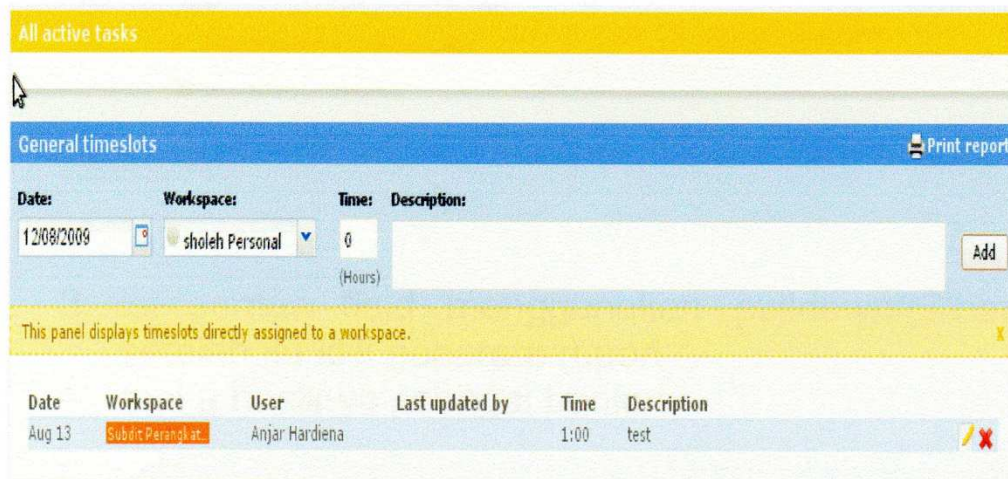 All active tasks
General timeslots Print report
Date: Workspace: Time: Description:
12/08/2009 sholeh Personal 0 Add
(Hours)
This panel displays timeslots directly assigned to a workspace. x
Date Workspace User Last updated by Time Description
Aug 13 Subdit Perangkat... Anjar Hardiena 1:00 test